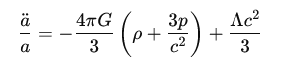 ä/a = −(4πG/3)(ρ + 3p/c²) + Λc²/3